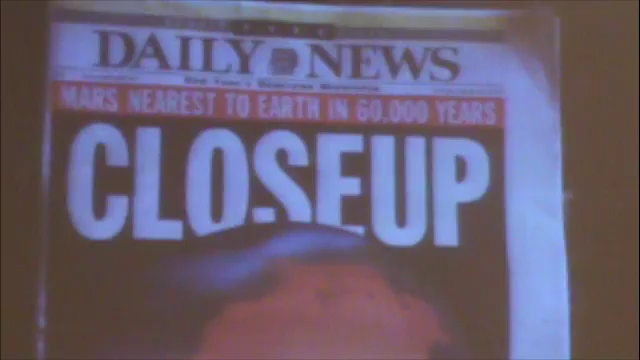 DAILY NEWS
MARS NEAREST TO EARTH IN 60,000 YEARS
CLOSEUP